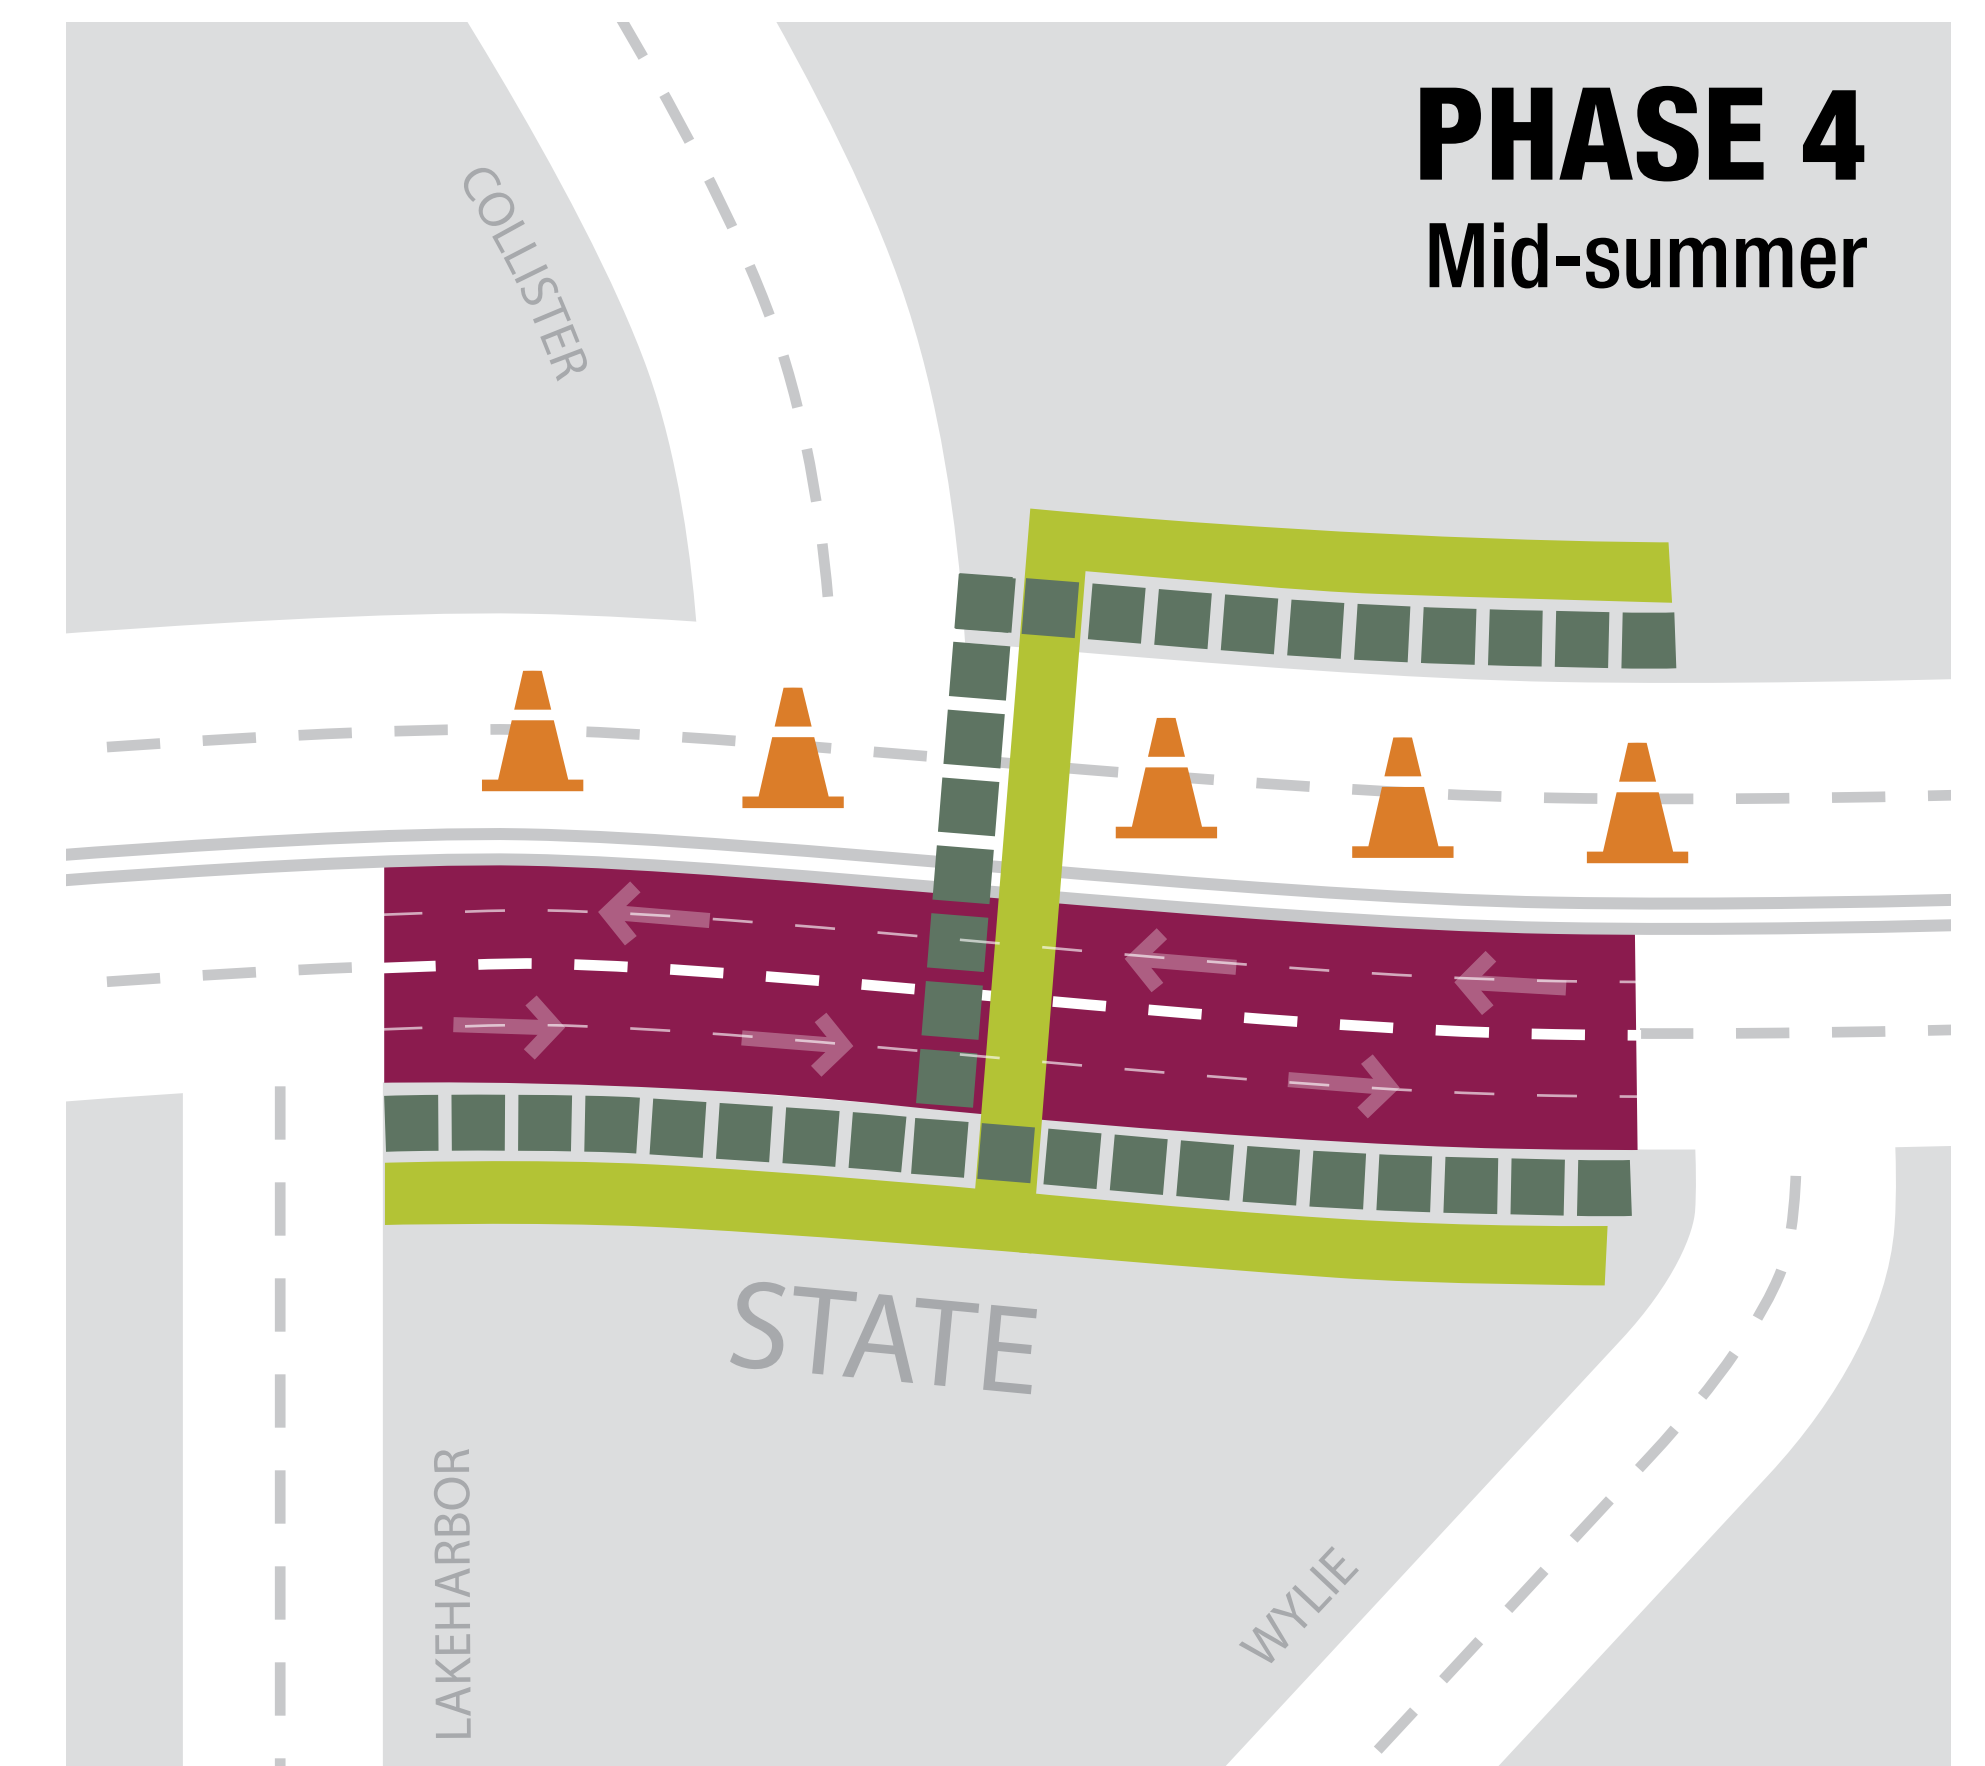 PHASE 4
Mid-summer
COLLISTER
STATE
LAKEHARBOR
WYLIE